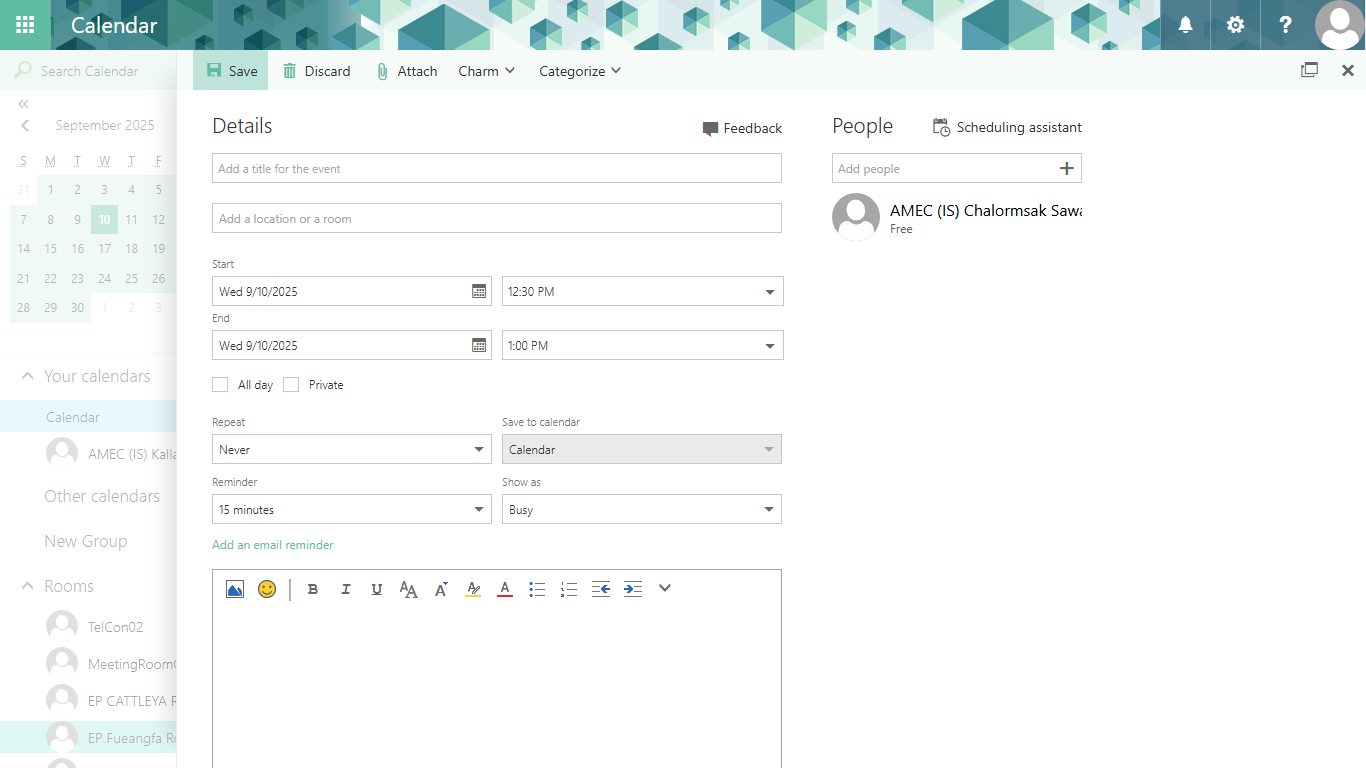 Calendar
Search Calendar
Save
Discard
Attach
Charm
Categorize
September 2025
S M T W T F
31 1 2 3 4 5
7 8 9 10 11 12
14 15 16 17 18 19
21 22 23 24 25 26
28 29 30 1 2 3
Your calendars
Calendar
AMEC (IS) Kalla
Other calendars
New Group
Rooms
TelCon02
MeetingRoom
EP CATTLEYA R
EP Fueangfa Ro
Details
Feedback
Add a title for the event
Add a location or a room
Start
Wed 9/10/2025 12:30 PM
End
Wed 9/10/2025 1:00 PM
All day Private
Repeat Save to calendar
Never Calendar
Reminder Show as
15 minutes Busy
Add an email reminder
B I U AA A A A
People
Scheduling assistant
Add people
AMEC (IS) Chalormsak Sawa
Free